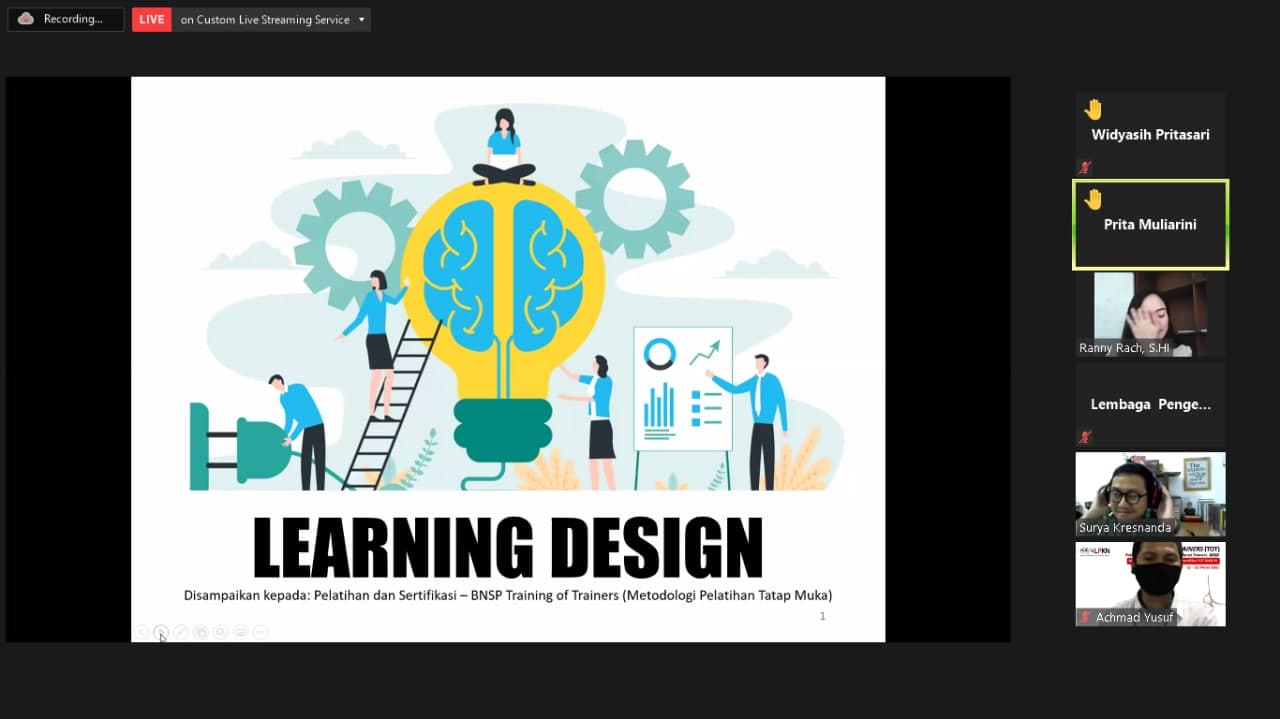 Recording...
LIVE on Custom Live Streaming Service
Widyasih Pritasari
Prita Muliarini
Ranny Rach, S.HI
Lembaga Penge...
Surya Kresnanda
LPKN
Achmad Yusuf
LEARNING DESIGN
Disampaikan kepada: Pelatihan dan Sertifikasi – BNSP Training of Trainers (Metodologi Pelatihan Tatap Muka)
1